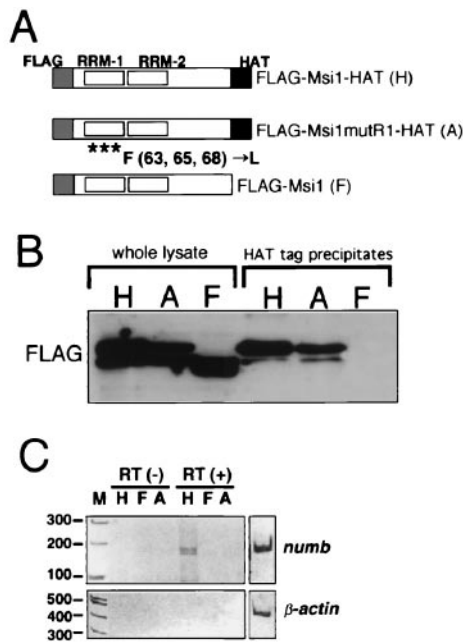 A
FLAG RRM-1 RRM-2 HAT
FLAG-Msi1-HAT (H)
FLAG-Msi1mutR1-HAT (A)
*** F (63, 65, 68) →L
FLAG-Msi1 (F)
B
whole lysate HAT tag precipitates
H A F H A F
FLAG
C
RT (-) RT (+)
M H F A H F A
300
200 numb
100
500
400 β-actin
300